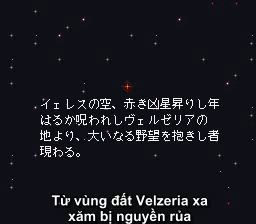 イェレスの空、赤き凶星昇りし年
はるか呪われしヴェルゼリアの
地より、大いなる野望を抱きし者
現わる。
Từ vùng đất Velzeria xa
xăm bị nguyền rủa